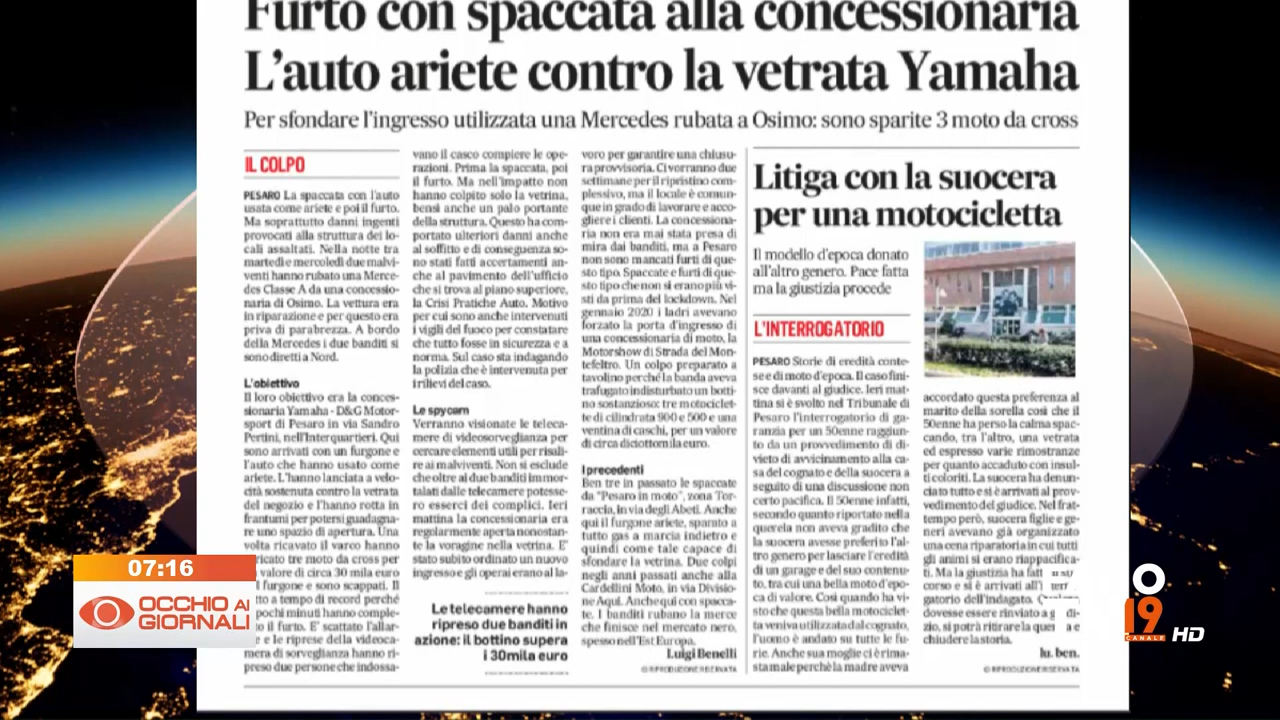 Furto con spaccata alla concessionaria
L'auto ariete contro la vetrata Yamaha
Per sfondare l'ingresso utilizzata una Mercedes rubata a Osimo: sono sparite 3 moto da cross
IL COLPO
PESARO La spaccata con l'auto
usata come ariete e poi il furto.
Ma soprattutto danni ingenti
provocati alla struttura dei lo-
cali assaltati. Nella notte tra
martedì e mercoledì due malvi-
venti hanno rubato una Merce-
des Classe A da una concessio-
naria di Osimo. La vettura era
in riparazione e per questo era
priva di parabrezza. A bordo
della Mercedes i due banditi si
sono diretti a Nord.
L'obiettivo
Il loro obiettivo era la conces-
sionaria Yamaha - D&G Motor-
sport di Pesaro in via Sandro
Pertini, nell'Interquartieri. Qui
sono arrivati con un furgone e
l'auto che hanno usato come
ariete. L'hanno lanciata a velo-
cità sostenuta contro la vetrata
del negozio e l'hanno rotta in
frantumi per potersi guadagna-
re uno spazio di apertura. Una
volta ricavato il varco hanno
ricato tre moto da cross per
valore di circa 30 mila euro
furgone e sono scappati. Il
to a tempo di record perché
pochi minuti hanno comple-
o il furto. E' scattato l'allar-
e e le riprese della videoca-
mera di sorveglianza hanno ri-
preso due persone che indossa-
vano il casco compiere le ope-
razioni. Prima la spaccata, poi
il furto. Ma nell'impatto non
hanno colpito solo la vetrina,
bensì anche un palo portante
della struttura. Questo ha com-
portato ulteriori danni anche
al soffitto e di conseguenza so-
no stati fatti accertamenti an-
che al pavimento dell'ufficio
che si trova al piano superiore,
la Crisi Pratiche Auto. Motivo
per cui sono anche intervenuti
i vigili del fuoco per constatare
che tutto fosse in sicurezza e a
norma. Sul caso sta indagando
la polizia che è intervenuta per
i rilievi del caso.
Le spycam
Verranno visionate le teleca-
mere di videosorveglianza per
cercare elementi utili per risali-
re ai malviventi. Non si esclude
che oltre ai due banditi immor-
talati dalle telecamere potesse-
ro esserci dei complici. Ieri
mattina la concessionaria era
regolarmente aperta nonostan-
te la voragine nella vetrina. E'
stato subito ordinato un nuovo
ingresso e gli operai erano al la-
Le telecamere hanno
ripreso due banditi in
azione: il bottino supera
i 30mila euro
voro per garantire una chiusu-
ra provvisoria. Ci vorranno due
settimane per il ripristino com-
plessivo, ma il locale è comun-
que in grado di lavorare e acco-
gliere i clienti. La concessiona-
ria non era mai stata presa di
mira dai banditi, ma a Pesaro
non sono mancati furti di que-
sto tipo. Spaccate e furti di que-
sto tipo che non si erano più vi-
sti da prima del lockdown. Nel
gennaio 2020 i ladri avevano
forzato la porta d'ingresso di
una concessionaria di moto, la
Motorshow di Strada del Mon-
tefeltro. Un colpo preparato a
tavolino perché la banda aveva
trafugato indisturbato un botti-
no sostanzioso: tre motociclet-
te di cilindrata 900 e 500 e una
ventina di caschi, per un valore
di circa diciottomila euro.
I precedenti
Ben tre in passato le spaccate
da "Pesaro in moto", zona Tor-
raccia, in via degli Abeti. Anche
qui il furgone ariete, sparato a
tutto gas a marcia indietro e
quindi come tale capace di
sfondare la vetrina. Due colpi
negli anni passati anche alla
Cardellini Moto, in via Divisio-
ne Aqui. Anche qui con spacca-
te. I banditi rubano la merce
che finisce nel mercato nero,
spesso nell'Est Europa.
Luigi Benelli
© RIPRODUZIONE RISERVATA
Litiga con la suocera
per una motocicletta
Il modello d'epoca donato
all'altro genero. Pace fatta
ma la giustizia procede
L'INTERROGATORIO
PESARO Storie di eredità conte-
se e di moto d'epoca. Il caso fini-
sce davanti al giudice. Ieri mat-
tina si è svolto nel Tribunale di
Pesaro l'interrogatorio di ga-
ranzia per un 50enne raggiun-
to da un provvedimento di di-
vieto di avvicinamento alla ca-
sa del cognato e della suocera a
seguito di una discussione non
certo pacifica. Il 50enne infatti,
secondo quanto riportato nella
querela non aveva gradito che
la suocera avesse preferito l'al-
tro genero per lasciare l'eredità
di un garage e del suo contenu-
to, tra cui una bella moto d'epo-
ca di valore. Così quando ha vi-
sto che questa bella motociclet-
ta veniva utilizzata dal cognato,
l'uomo è andato su tutte le fu-
rie. Anche sua moglie ci è rima-
sta male perché la madre aveva
accordato questa preferenza al
marito della sorella così che il
50enne ha perso la calma spac-
cando, tra l'altro, una vetrata
ed espresso varie rimostranze
per quanto accaduto con insul-
ti coloriti. La suocera ha denun-
ciato tutto e si è arrivati al prov-
vedimento del giudice. Nel frat-
tempo però, suocera figlie e ge-
neri avevano già organizzato
una cena riparatoria in cui tutti
gli animi si erano riappacifica-
ti. Ma la giustizia ha fatt
corso e si è arrivati all'i terr
gatorio dell'indagato.
dovesse essere rinviato a g di-
zio, si potrà ritirare la que a e
chiudere la storia.
lu. ben.
© RIPRODUZIONE RISERVATA
07:16
OCCHIO AI
GIORNALI
O
19
CANALE HD